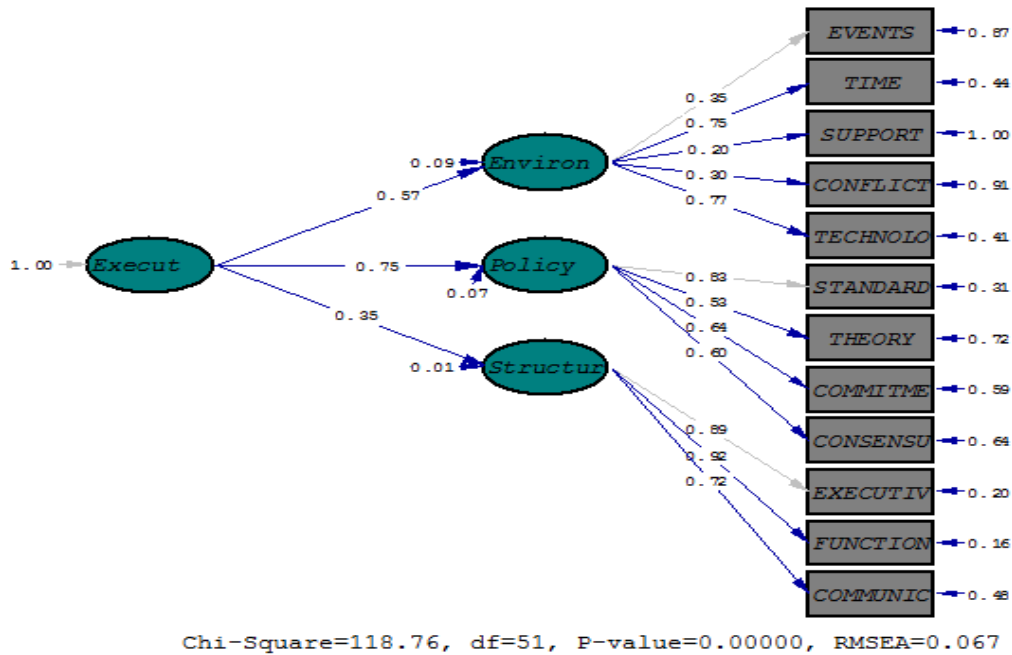 EVENTS 0.87
0.35 TIME 0.44
0.75 SUPPORT 1.00
0.09 Environ 0.20
0.30 CONFLICT 0.91
0.57 0.77
TECHNOLO 0.41
1.00 Execut 0.75 Policy 0.83 STANDARD 0.31
0.07 0.53
0.35 0.64 THEORY 0.72
0.60
0.01 Structur COMMITME 0.59
0.89 CONSENSU 0.64
0.92
0.72 EXECUTIV 0.20
FUNCTION 0.16
COMMUNIC 0.48
Chi-Square=118.76, df=51, P-value=0.00000, RMSEA=0.067